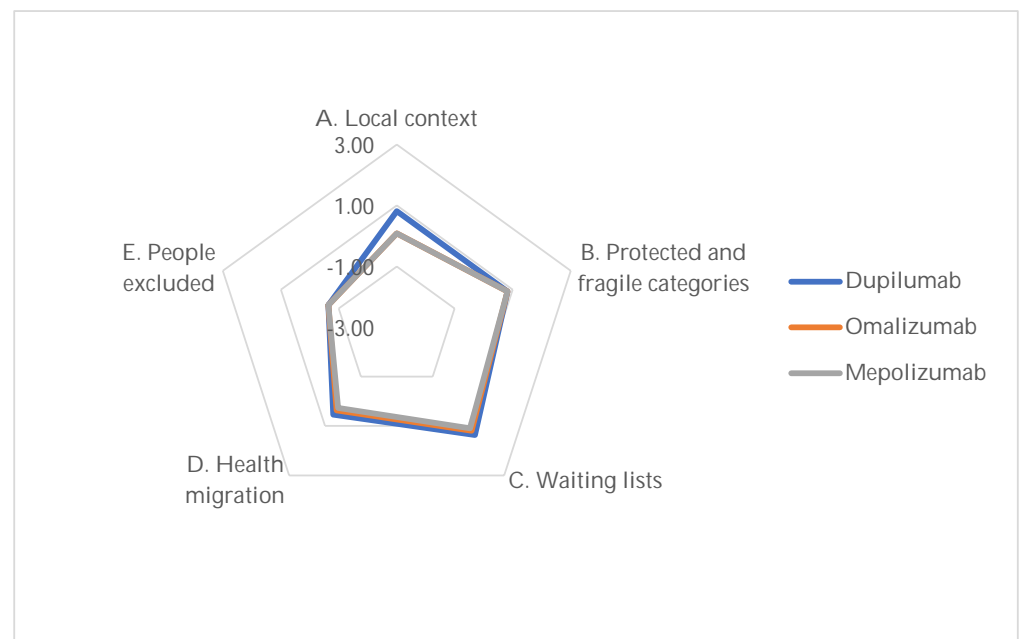 A. Local context
3.00
1.00
-1.00
-3.00
B. Protected and
fragile categories
C. Waiting lists
D. Health
migration
E. People
excluded
Dupilumab
Omalizumab
Mepolizumab